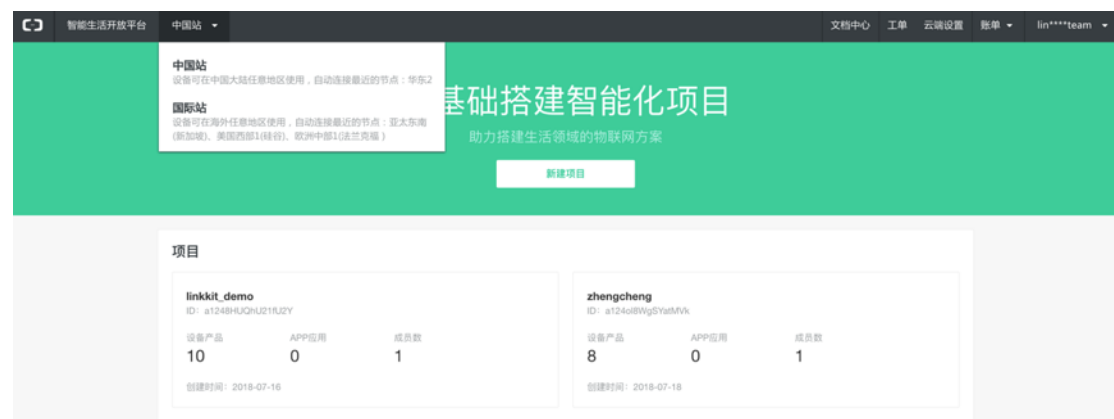 智能生活开放平台 中国站 文档中心 工单 云端设置 账单 lin****team
中国站
设备可在中国大陆任意地区使用，自动连接最近的节点：华东2
国际站
设备可在海外任意地区使用，自动连接最近的节点：亚太东南
(新加坡)、美国西部1(硅谷)、欧洲中部1(法兰克福）
基础搭建智能化项目
助力搭建生活领域的物联网方案
新建项目
项目
linkkit_demo
设备产品 APP应用 成员数
10 0 1
创建时间：2018-07-16
zhengcheng
设备产品 APP应用 成员数
8 0 1
创建时间：2018-07-18